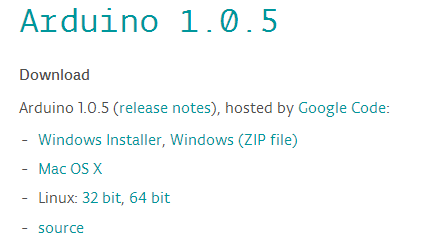 Arduino 1.0.5
Download
Arduino 1.0.5 (release notes), hosted by Google Code:
- Windows Installer, Windows (ZIP file)
- Mac OS X
- Linux: 32 bit, 64 bit
- source